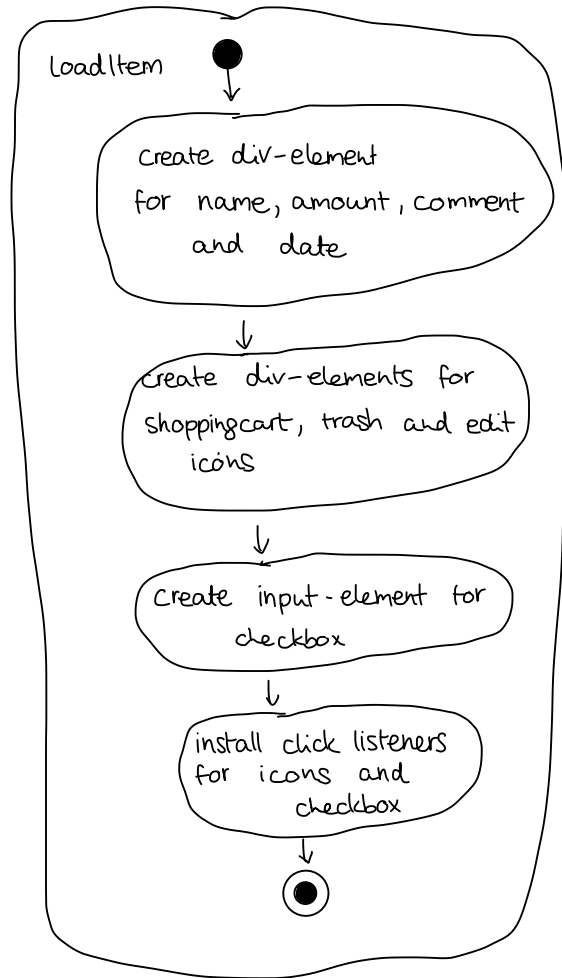 LoadItem
create div-element
for name, amount, comment
and date
create div-elements for
shoppingcart, trash and edit
icons
create input-element for
checkbox
install click listeners
for icons and
checkbox